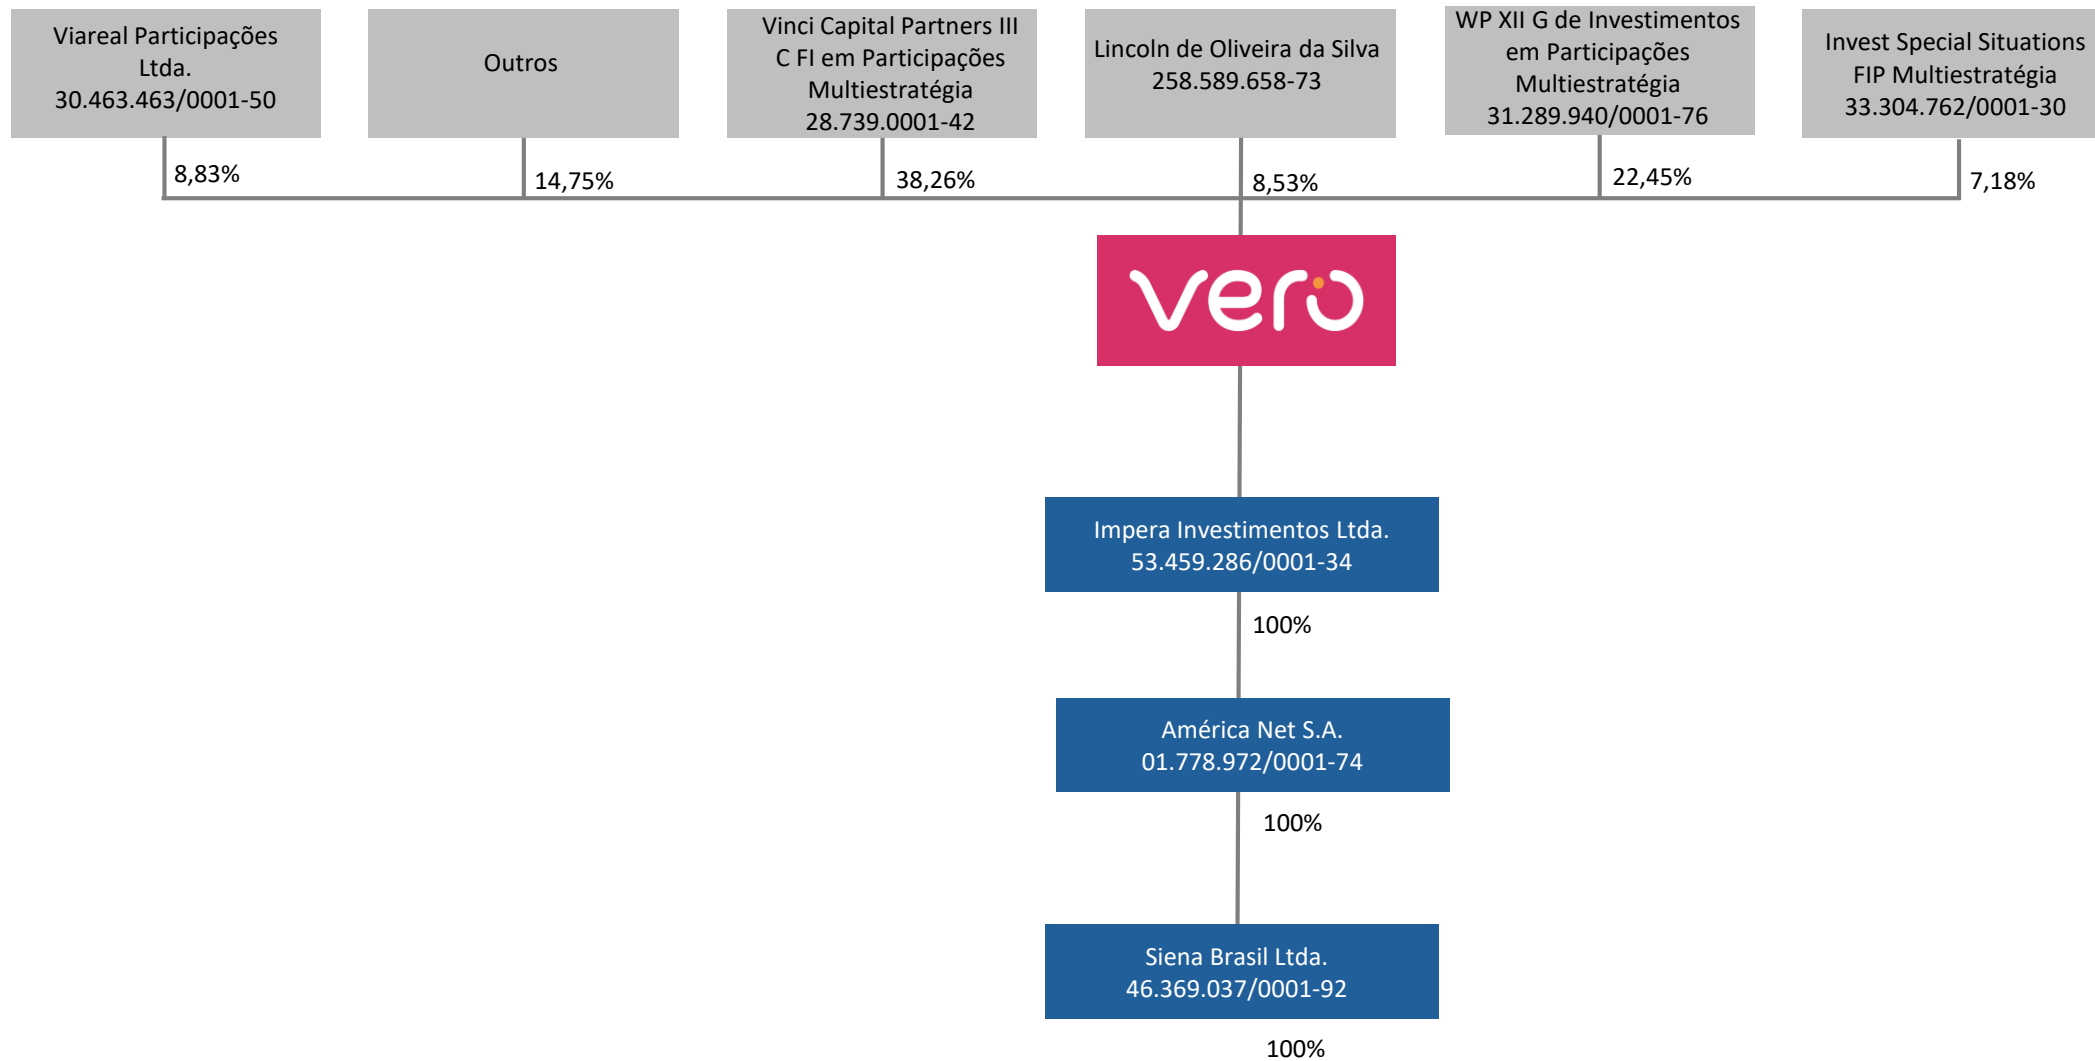 Viareal Participações
Ltda.
30.463.463/0001-50
Outros
Vinci Capital Partners III
C FI em Participações
Multiestratégia
28.739.0001-42
Lincoln de Oliveira da Silva
258.589.658-73
WP XII G de Investimentos
em Participações
Multiestratégia
31.289.940/0001-76
Invest Special Situations
FIP Multiestratégia
33.304.762/0001-30
8,83%
14,75%
38,26%
8,53%
22,45%
7,18%
vero
Impera Investimentos Ltda.
53.459.286/0001-34
100%
América Net S.A.
01.778.972/0001-74
100%
Siena Brasil Ltda.
46.369.037/0001-92
100%